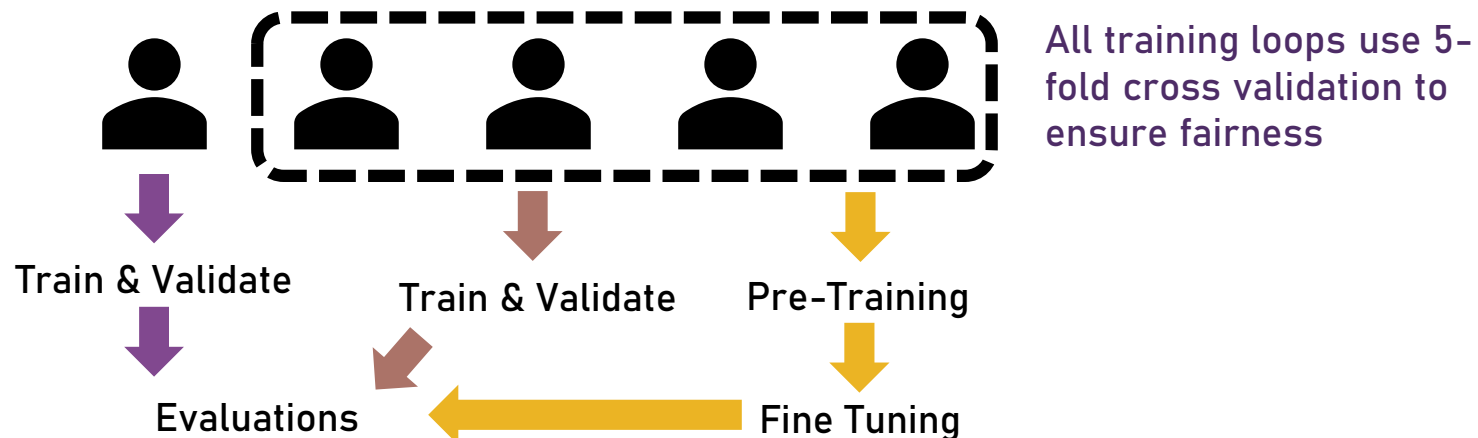 All training loops use 5-
fold cross validation to
ensure fairness
Train & Validate
Train & Validate
Pre-Training
Evaluations
Fine Tuning